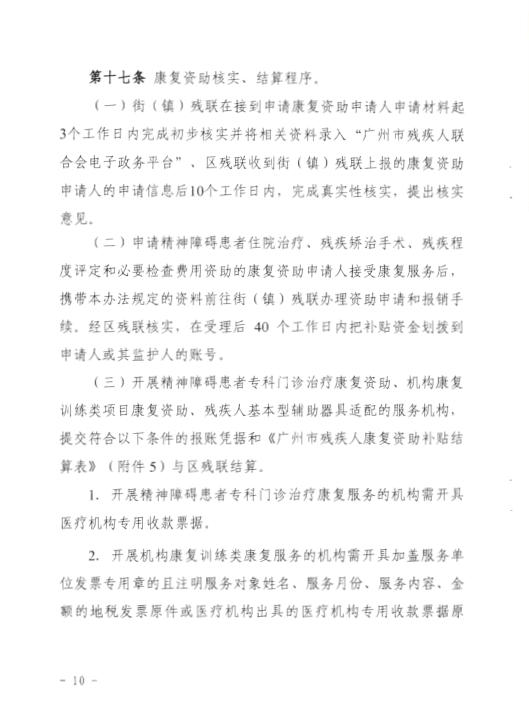 第十七条 康复资助核实、结算程序。
（一）街（镇）残联在接到申请康复资助申请人申请材料起
3个工作日内完成初步核实并将相关资料录入“广州市残疾人联
合会电子政务平台”、区残联收到街（镇）残联上报的康复资助
申请人的申请信息后10个工作日内，完成真实性核实，提出核实
意见。
（二）申请精神障碍患者住院治疗、残疾矫治手术、残疾程
度评定和必要检查费用资助的康复资助申请人接受康复服务后，
携带本办法规定的资料前往街（镇）残联办理资助申请和报销手
续。经区残联核实，在受理后 40 个工作日内把补贴资金划拨到
申请人或其监护人的账号。
（三）开展精神障碍患者专科门诊治疗康复资助、机构康复
训练类项目康复资助、残疾人基本型辅助器具适配的服务机构，
提交符合以下条件的报账凭据和《广州市残疾人康复资助补贴结
算表》（附件 5）与区残联结算。
1. 开展精神障碍患者专科门诊治疗康复服务的机构需开具
医疗机构专用收款票据。
2. 开展机构康复训练类康复服务的机构需开具加盖服务单
位发票专用章的且注明服务对象姓名、服务月份、服务内容、金
额的地税发票原件或医疗机构出具的医疗机构专用收款票据原
- 10 -